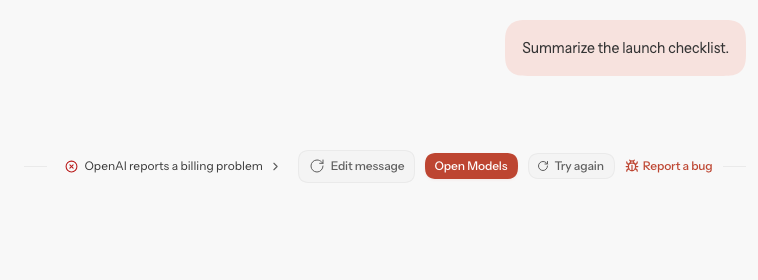 Summarize the launch checklist.
OpenAI reports a billing problem Edit message Open Models Try again Report a bug